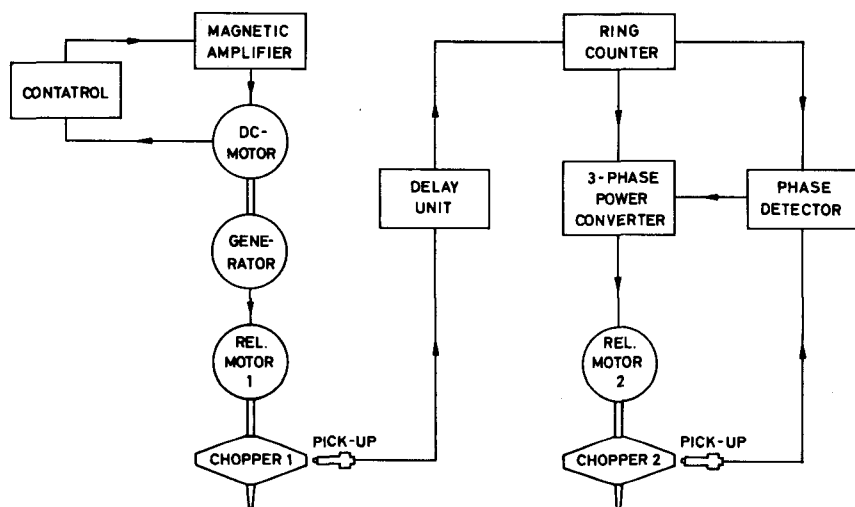 MAGNETIC
AMPLIFIER
CONTATROL
DC-
MOTOR
GENE-
RATOR
REL.
MOTOR
1
CHOPPER 1
PICK-UP
DELAY
UNIT
RING
COUNTER
3-PHASE
POWER
CONVERTER
PHASE
DETECTOR
REL.
MOTOR
2
CHOPPER 2
PICK-UP